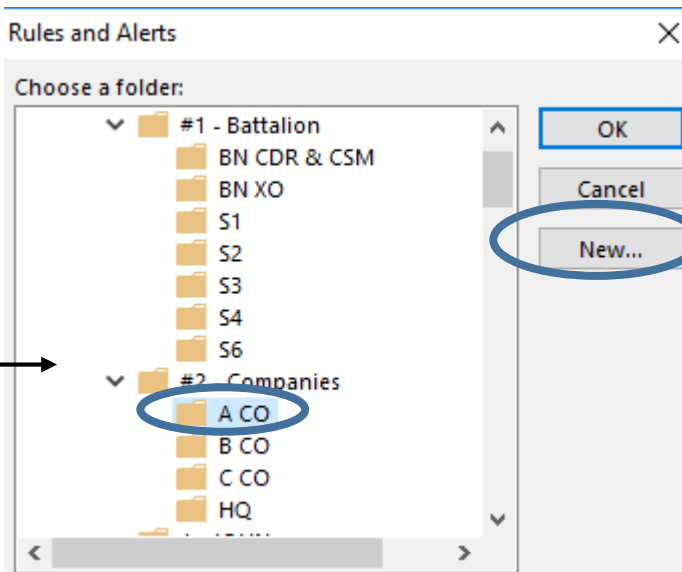 Rules and Alerts
Choose a folder:
#1 - Battalion
OK
BN CDR & CSM
BN XO
Cancel
S1
S2
New...
S3
S4
S6
#2 - Companies
A CO
B CO
C CO
HQ